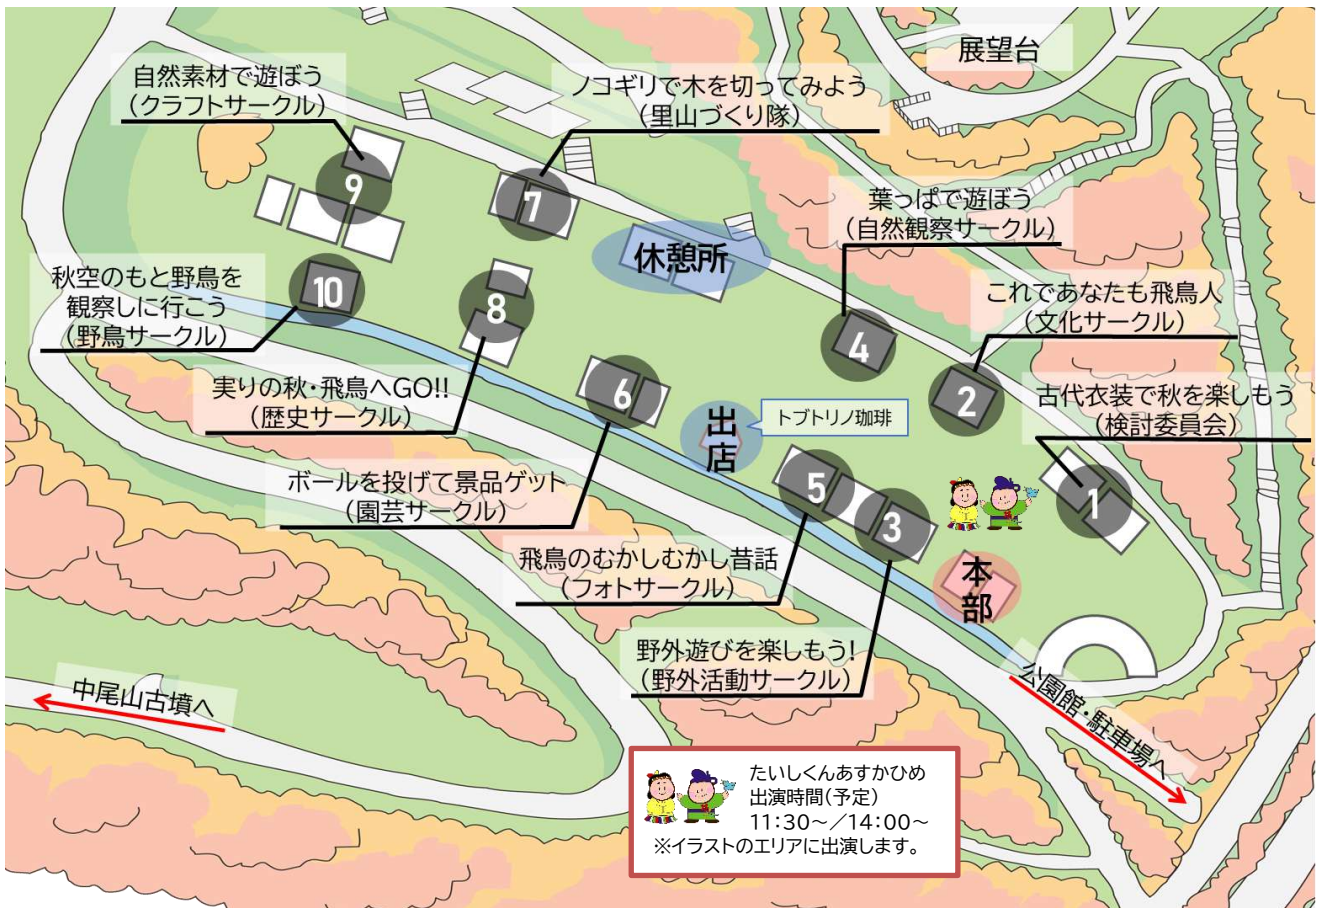 展望台
自然素材で遊ぼう
(クラフトサークル)
ノコギリで木を切ってみよう
(里山づくり隊)
葉っぱで遊ぼう
(自然観察サークル)
9
7
休憩所
秋空のもと野鳥を
観察しに行こう
(野鳥サークル)
10
8
これであなたも飛鳥人
(文化サークル)
4
2
実りの秋・飛鳥へGO!!
(歴史サークル)
6
出店
トブトリノ珈琲
古代衣装で秋を楽しもう
(検討委員会)
ボールを投げて景品ゲット
(園芸サークル)
5
3
1
飛鳥のむかしむかし昔話
(フォトサークル)
本部
野外遊びを楽しもう!
(野外活動サークル)
中尾山古墳へ
公園館・駐車場へ
たいしくんあすかひめ
出演時間(予定)
11:30~/14:00~
※イラストのエリアに出演します。